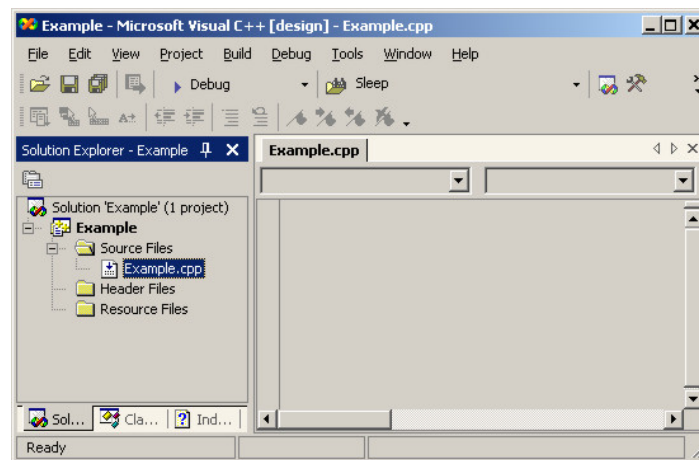 Example - Microsoft Visual C++ [design] - Example.cpp
File Edit View Project Build Debug Tools Window Help
Debug Sleep
Solution Explorer - Example
Example.cpp
Solution 'Example' (1 project)
Example
Source Files
Example.cpp
Header Files
Resource Files
Sol... Cla... Ind...
Ready